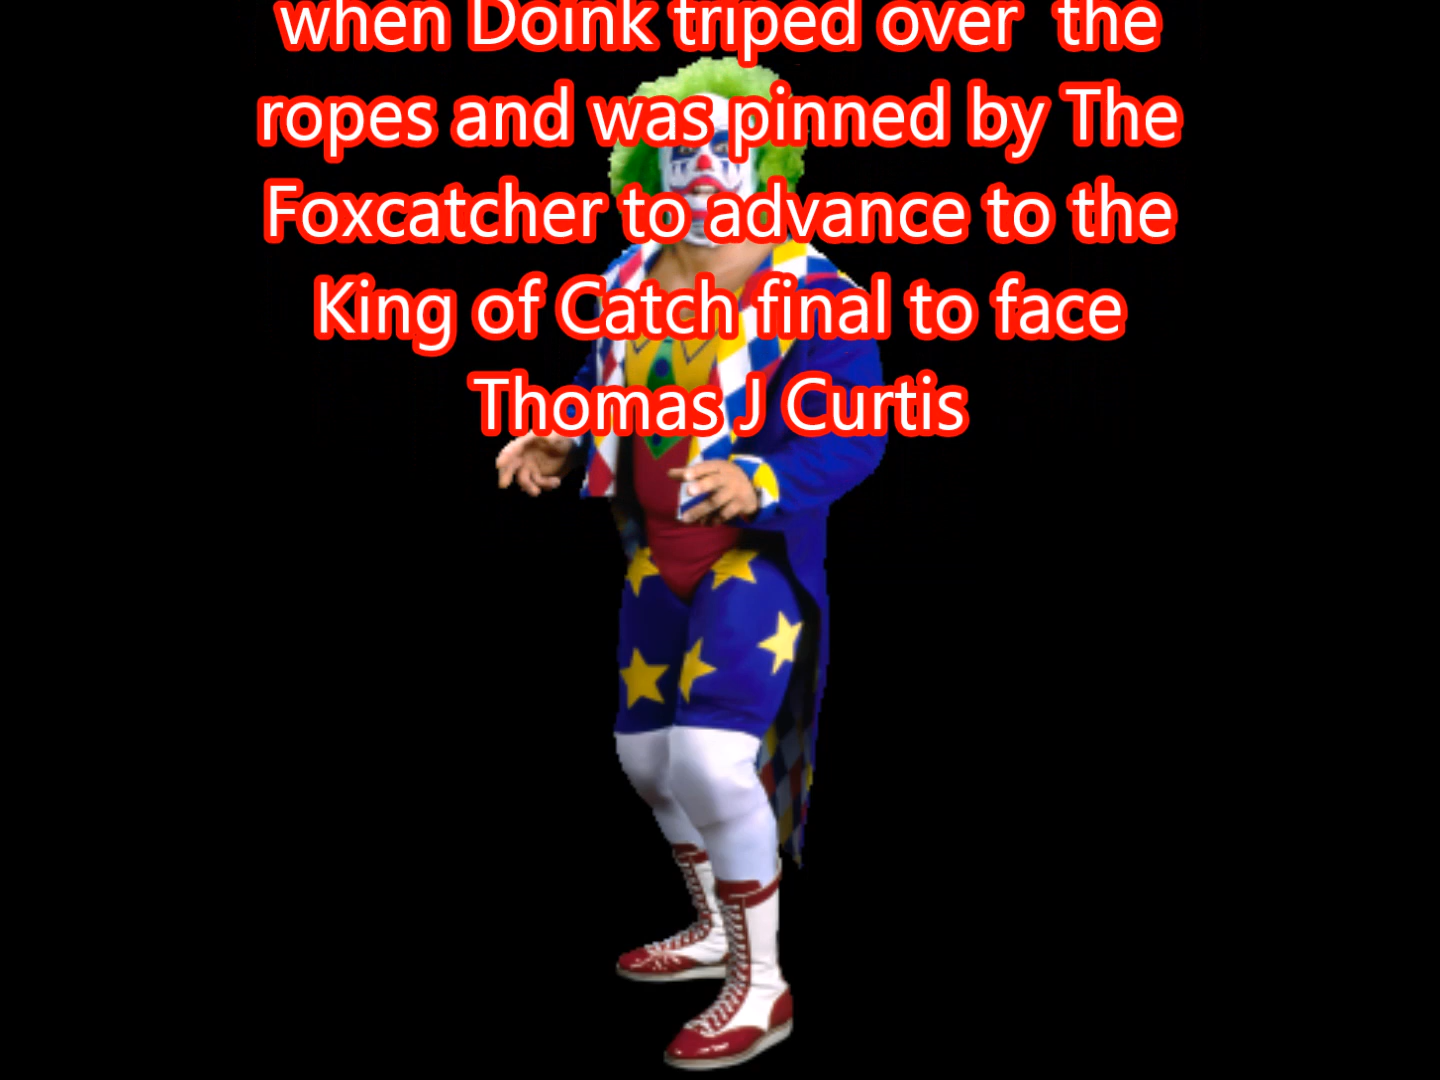 when Doink triped over  the
ropes and was pinned by The
Foxcatcher to advance to the
King of Catch final to face
Thomas J Curtis